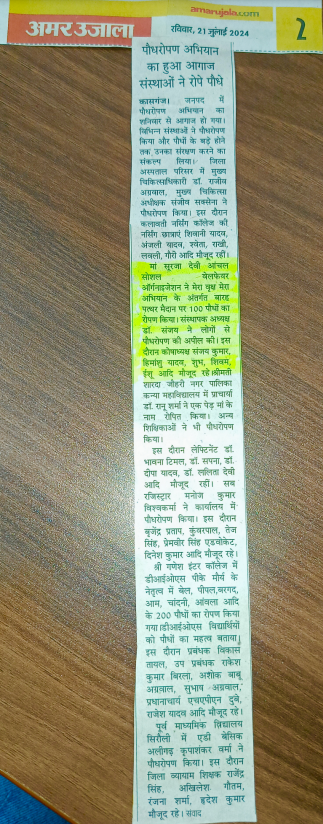 amarujala.com
अमर उजाला
रविवार, 21 जुलाई 2024
2
पौधरोपण अभियान
का हुआ आगाज
संस्थाओं ने रोपे पौधे
कासगंज। जनपद में
पौधरोपण अभियान का
शनिवार से आगाज हो गया।
विभिन्न संस्थाओं ने पौधरोपण
किया और पौधों के बड़े होने
तक उनका संरक्षण करने का
संकल्प लिया। जिला
अस्पताल परिसर में मुख्य
चिकित्साधिकारी डॉ. राजीव
अग्रवाल, मुख्य चिकित्सा
अधीक्षक संजीव सक्सेना ने
पौधरोपण किया। इस दौरान
कलावती नर्सिंग कॉलेज की
नर्सिंग छात्राएं शिवानी यादव,
अंजली यादव, श्वेता, राखी,
लवली, गौरी आदि मौजूद रहीं।
मां सूरजा देवी आंचल
सोशल वेलफेयर
ऑर्गनाइजेशन ने मेरा वृक्ष मेरा
अभियान के अंतर्गत बारह
पत्थर मैदान पर 100 पौधों का
रोपण किया। संस्थापक अध्यक्ष
डॉ. संजय ने लोगों से
पौधरोपण की अपील की। इस
दौरान कोषाध्यक्ष संजय कुमार,
हिमांशु यादव, शुभ, शिवम,
ईशू आदि मौजूद रहे।श्रीमती
शारदा जौहरी नगर पालिका
कन्या महाविद्यालय में प्राचार्या
डॉ. रानू शर्मा ने एक पेड़ मां के
नाम रोपित किया। अन्य
शिक्षिकाओं ने भी पौधरोपण
किया।
इस दौरान लेफ्टिनेंट डॉ.
भावना टिमल, डॉ. सपना, डॉ.
दीपा यादव, डॉ. ललिता देवी
आदि मौजूद रहीं। सब
रजिस्ट्रार मनोज कुमार
विश्वकर्मा ने कार्यालय में
पौधरोपण किया। इस दौरान
बृजेंद्र प्रताप, कुंवरपाल, तेज
सिंह, प्रेमवीर सिंह एडवोकेट,
दिनेश कुमार आदि मौजूद रहे।
श्री गणेश इंटर कॉलेज में
डीआईओएस पीके मौर्य के
नेतृत्व में बेल, पीपल,बरगद,
आम, चांदनी, आंवला आदि
के 200 पौधों का रोपण किया
गया।डीआईओएस विद्यार्थियों
को पौधों का महत्व बताया।
इस दौरान प्रबंधक विकास
तायल, उप प्रबंधक राकेश
कुमार बिरला, अशोक बाबू
अग्रवाल, सुभाष अग्रवाल,
प्रधानाचार्य एचएपीएन दुबे,
राजेश यादव आदि मौजूद रहे।
पूर्व माध्यमिक विद्यालय
सिरौली में एडी बेसिक
अलीगढ़ कृपाशंकर वर्मा ने
पौधरोपण किया। इस दौरान
जिला व्यायाम शिक्षक राजेंद्र
सिंह, अखिलेश गौतम,
रंजना शर्मा, हृदेश कुमार
मौजूद रहे। संवाद